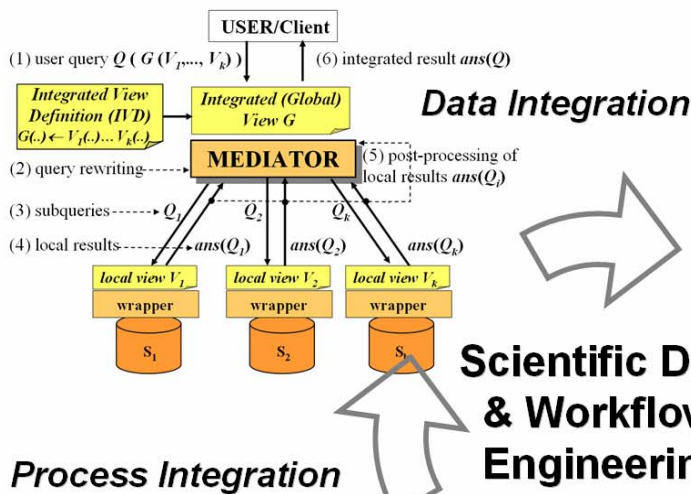 USER/Client
(1) user query Q ( G (V1,..., Vk) )
(6) integrated result ans(Q)
Integrated View
Definition (IVD)
G(..) ← V1(..)... Vk(..)
Integrated (Global)
View G
Data Integration
MEDIATOR
(2) query rewriting
(5) post-processing of
local results ans(Qi)
(3) subqueries
Q1 Q2 Qk
(4) local results
ans(Q1) ans(Q2) ans(Qk)
local view V1 local view V2 local view Vk
wrapper wrapper wrapper
S1 S2
Scientific D
& Workflow
Engineerin
Process Integration